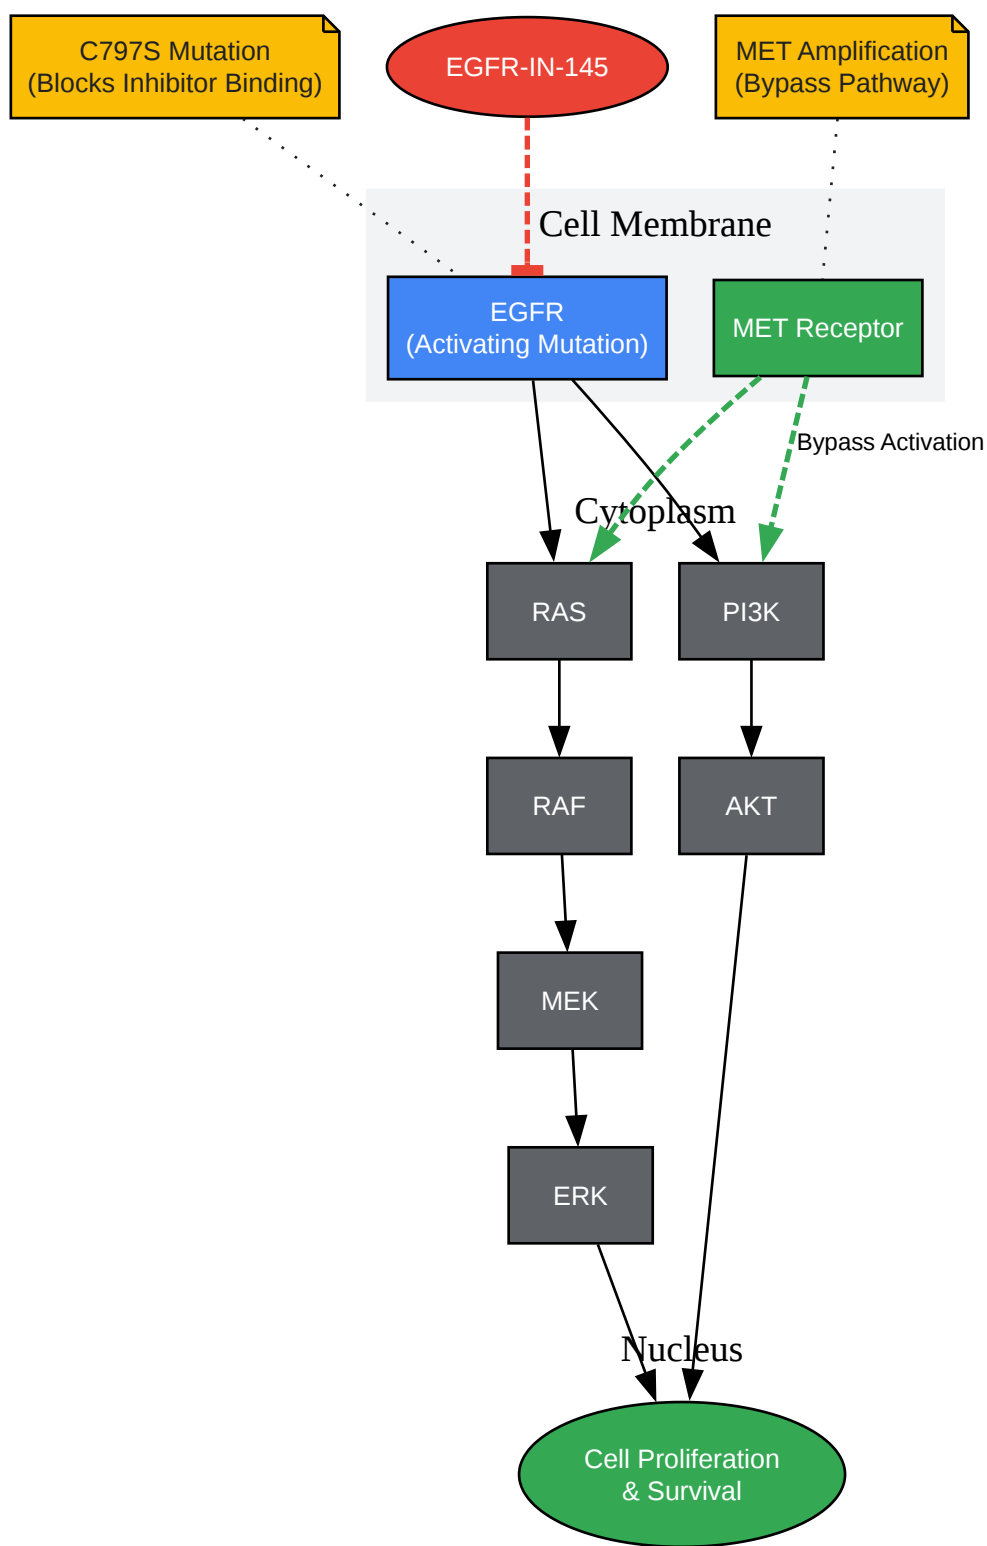 C797S Mutation
(Blocks Inhibitor Binding)
EGFR-IN-145
MET Amplification
(Bypass Pathway)
Cell Membrane
EGFR
(Activating Mutation)
MET Receptor
Bypass Activation
Cytoplasm
RAS
PI3K
RAF
AKT
MEK
ERK
Nucleus
Cell Proliferation
& Survival